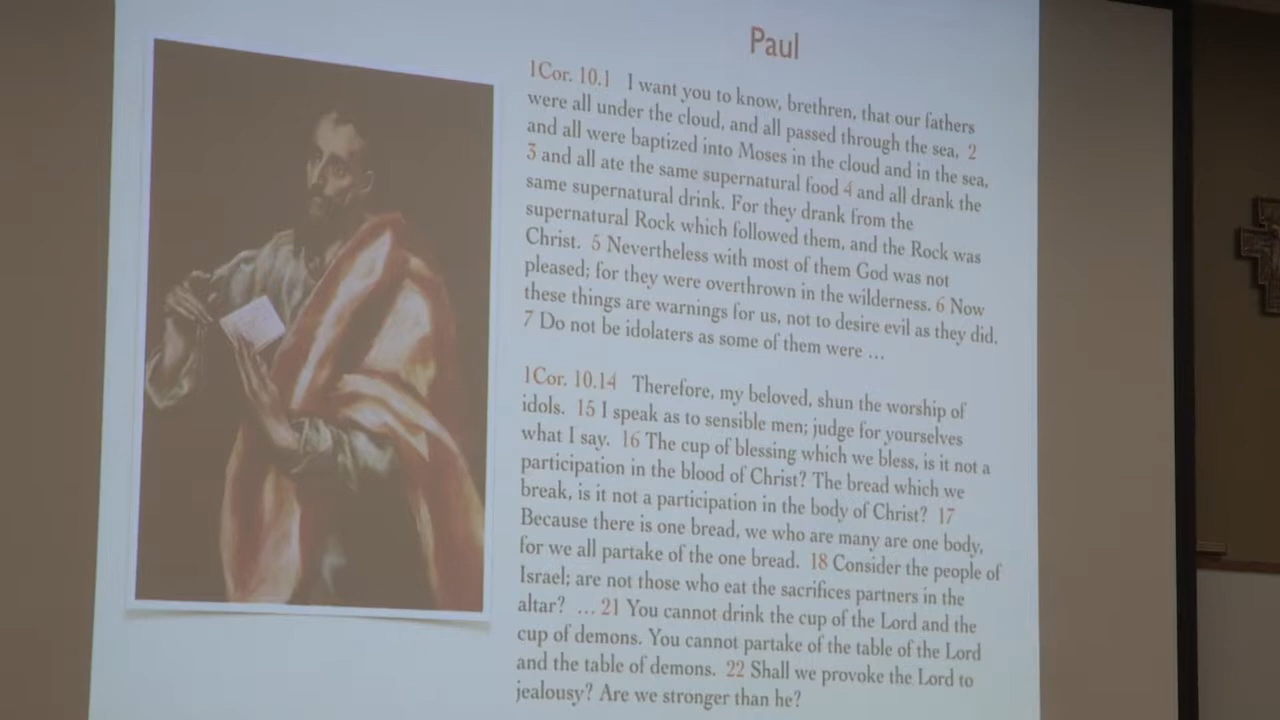 Paul
1Cor. 10.1 I want you to know, brethren, that our fathers
were all under the cloud, and all passed through the sea, 2
and all were baptized into Moses in the cloud and in the sea,
3 and all ate the same supernatural food 4 and all drank the
same supernatural drink. For they drank from the
supernatural Rock which followed them, and the Rock was
Christ. 5 Nevertheless with most of them God was not
pleased; for they were overthrown in the wilderness. 6 Now
these things are warnings for us, not to desire evil as they did.
7 Do not be idolaters as some of them were ...
1Cor. 10.14 Therefore, my beloved, shun the worship of
idols. 15 I speak as to sensible men; judge for yourselves
what I say. 16 The cup of blessing which we bless, is it not a
participation in the blood of Christ? The bread which we
break, is it not a participation in the body of Christ? 17
Because there is one bread, we who are many are one body,
for we all partake of the one bread. 18 Consider the people of
Israel; are not those who eat the sacrifices partners in the
altar? ... 21 You cannot drink the cup of the Lord and the
cup of demons. You cannot partake of the table of the Lord
and the table of demons. 22 Shall we provoke the Lord to
jealousy? Are we stronger than he?